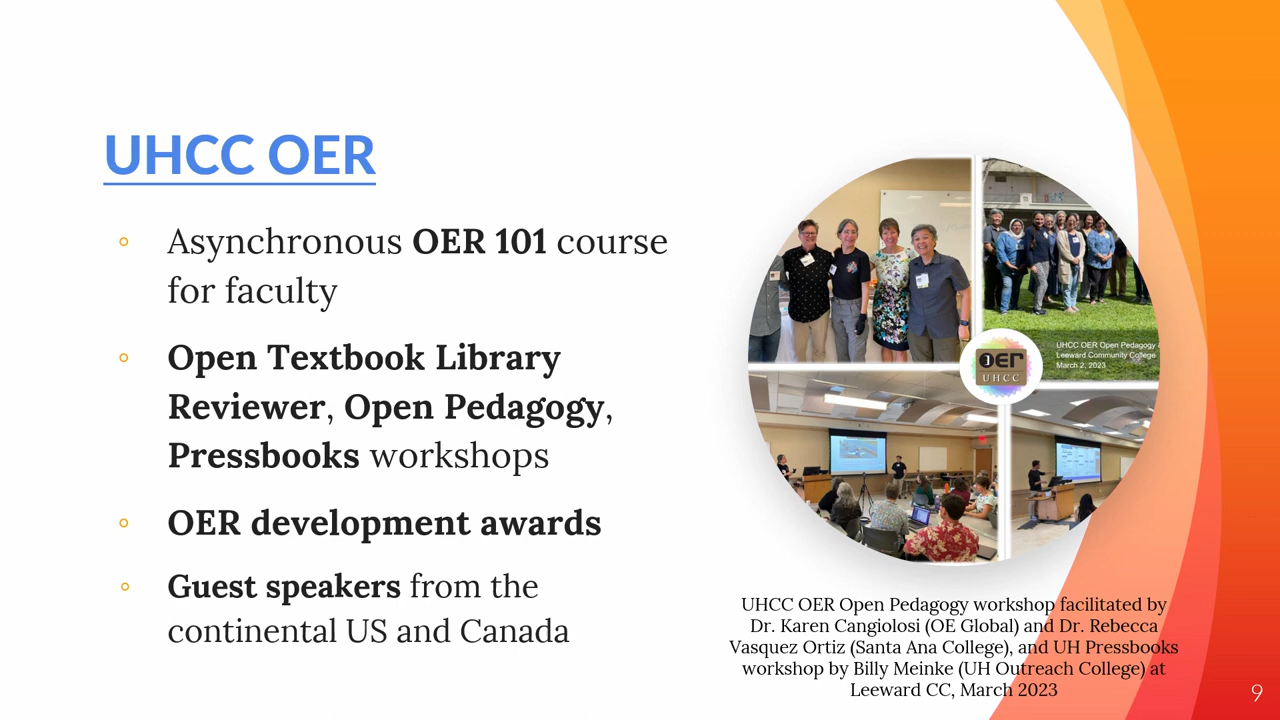 UHCC OER
Asynchronous OER 101 course
for faculty
Open Textbook Library
Reviewer, Open Pedagogy,
Pressbooks workshops
OER development awards
Guest speakers from the
continental US and Canada
UHCC OER Open Pedagogy
Leeward Community College
March 2, 2023
oer
UHCC
UHCC OER Open Pedagogy workshop facilitated by
Dr. Karen Cangiolosi (OE Global) and Dr. Rebecca
Vasquez Ortiz (Santa Ana College), and UH Pressbooks
workshop by Billy Meinke (UH Outreach College) at
Leeward CC, March 2023
9